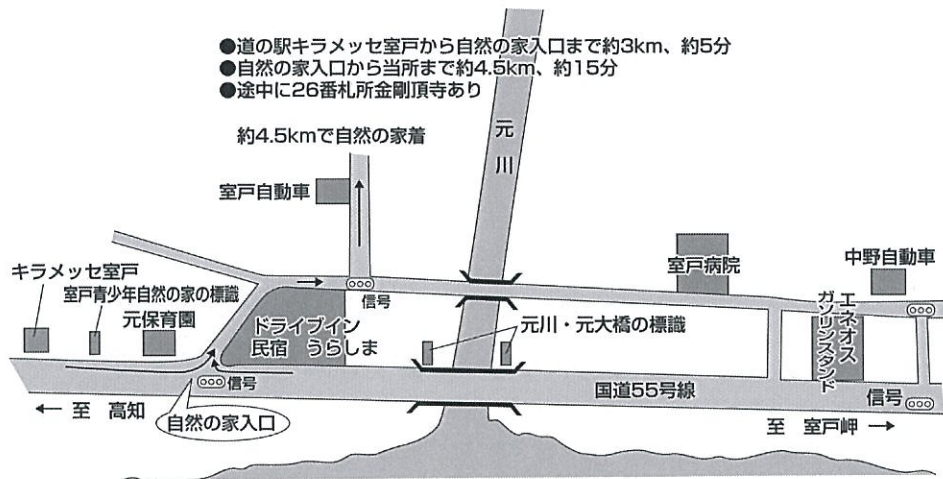 ●道の駅キラメッセ室戸から自然の家入口まで約3km、約5分
●自然の家入口から当所まで約4.5km、約15分
●途中に26番札所金剛頂寺あり
約4.5kmで自然の家着
元川
室戸自動車
キラメッセ室戸
室戸青少年自然の家の標識
元保育園
信号
ドライブイン
民宿 うらしま
元川・元大橋の標識
室戸病院
中野自動車
エネオス
ガソリンスタンド
信号
国道55号線
信号
← 至 高知
自然の家入口
至 室戸岬 →